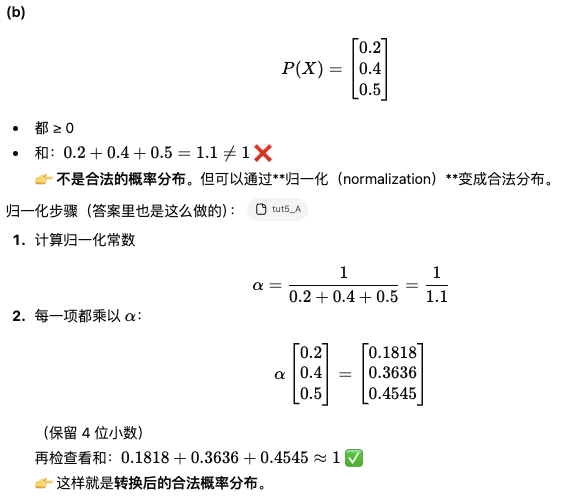 (b)
P(X) = [0.2
0.4
0.5]
• 都 ≥ 0
• 和：0.2 + 0.4 + 0.5 = 1.1 ≠ 1 ❌
👉 不是合法的概率分布。但可以通过**归一化（normalization）**变成合法分布。
归一化步骤（答案里也是这么做的）： tut5_A
1. 计算归一化常数
α = 1 / (0.2 + 0.4 + 0.5) = 1 / 1.1
2. 每一项都乘以 α：
α [0.2
0.4
0.5] = [0.1818
0.3636
0.4545]
（保留 4 位小数）
再检查看和：0.1818 + 0.3636 + 0.4545 ≈ 1 ✅
👉 这样就是转换后的合法概率分布。